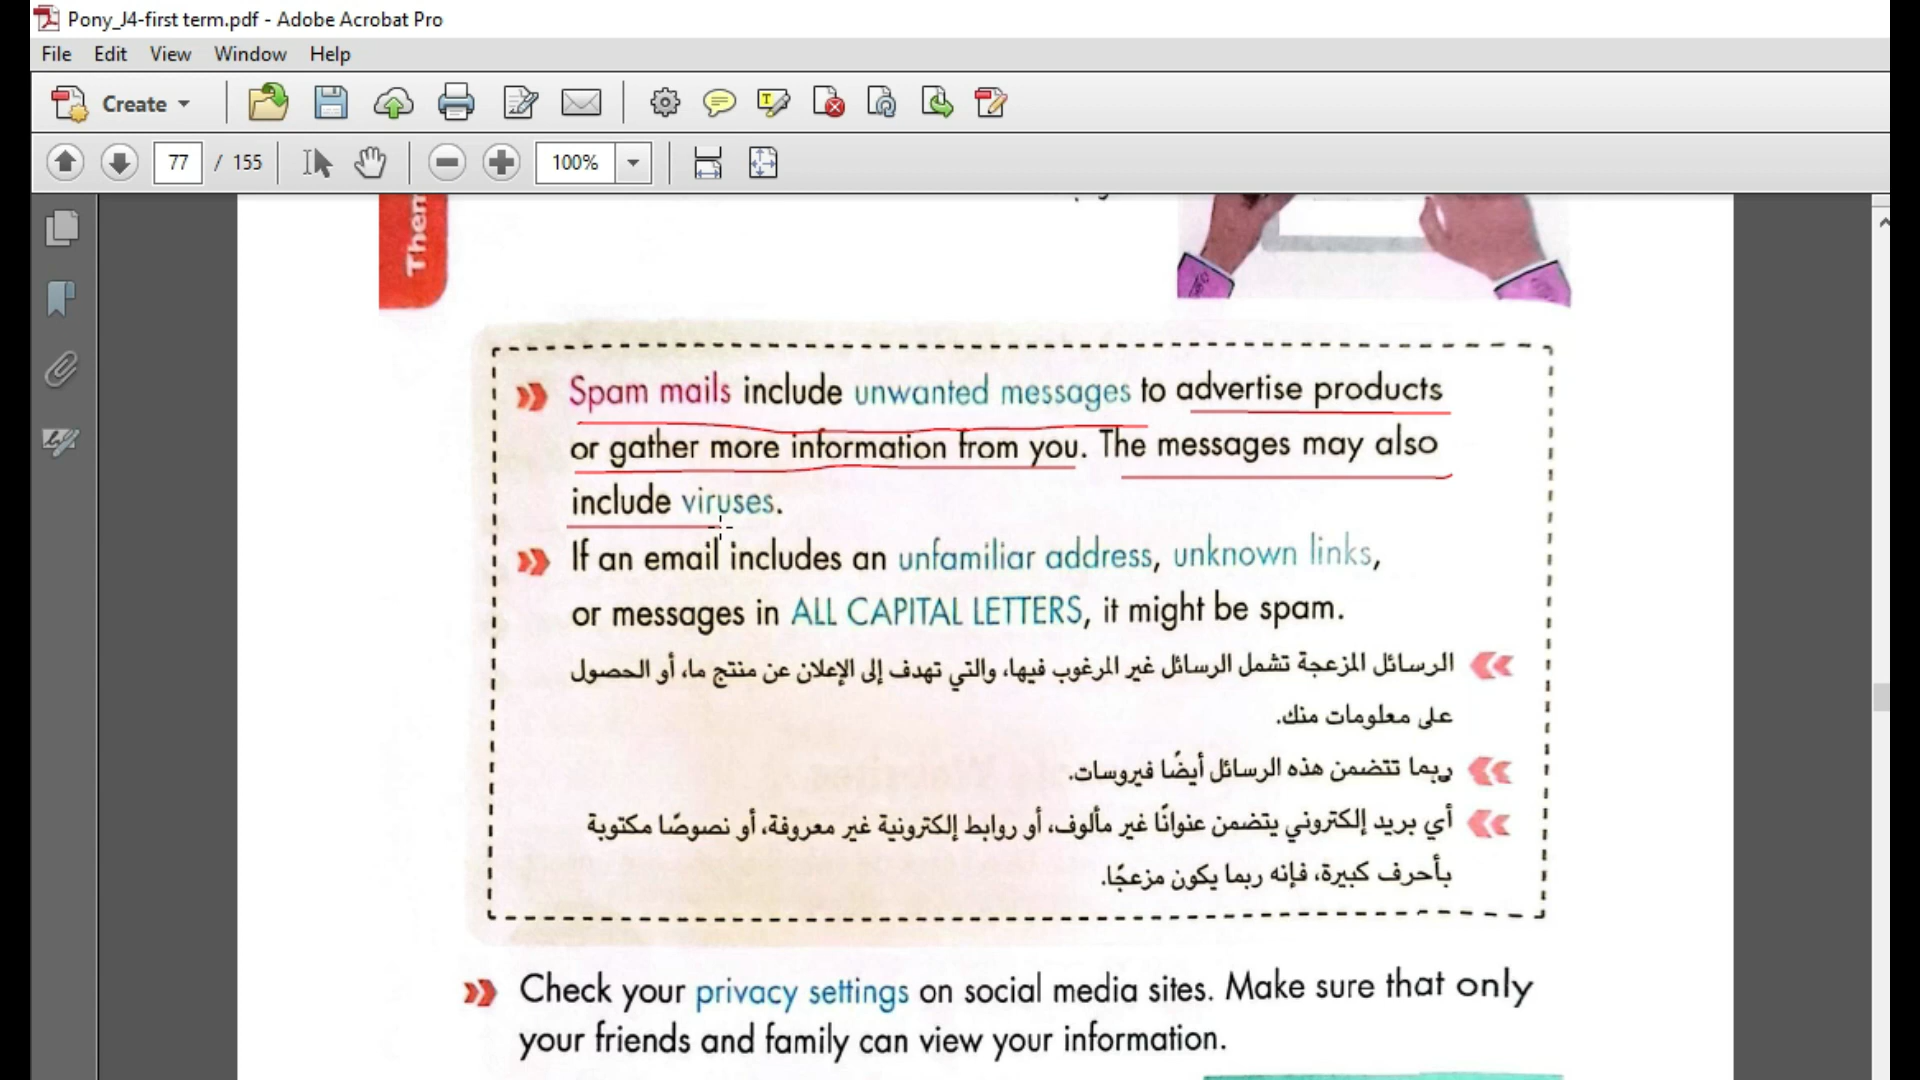 Pony_J4-first term.pdf - Adobe Acrobat Pro
File Edit View Window Help
Create
77 / 155 100%
Them
Spam mails include unwanted messages to advertise products
or gather more information from you. The messages may also
include viruses.
If an email includes an unfamiliar address, unknown links,
or messages in ALL CAPITAL LETTERS, it might be spam.
الرسائل المزعجة تشمل الرسائل غير المرغوب فيها، والتي تهدف إلى الإعلان عن منتج ما، أو الحصول
على معلومات منك.
ربما تتضمن هذه الرسائل أيضًا فيروسات.
أي بريد إلكتروني يتضمن عنوانًا غير مألوف، أو روابط إلكترونية غير معروفة، أو نصوصًا مكتوبة
بأحرف كبيرة، فإنه ربما يكون مزعجًا.
Check your privacy settings on social media sites. Make sure that only
your friends and family can view your information.